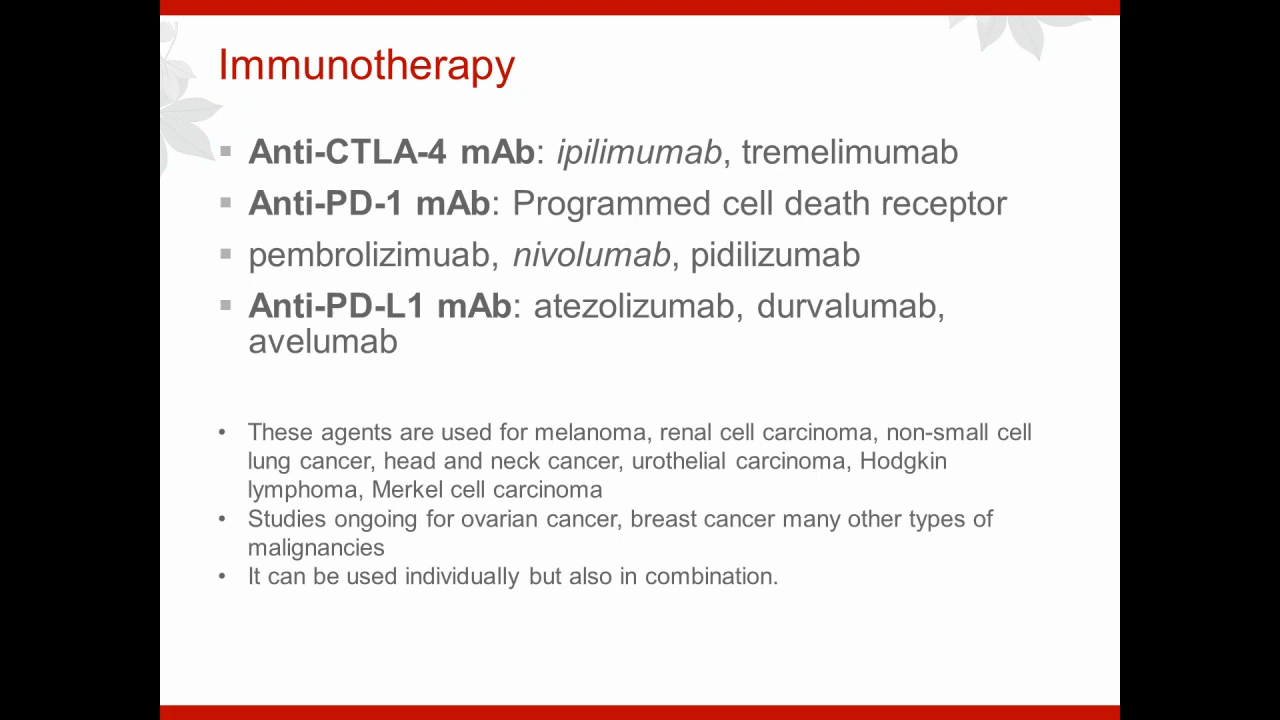 Immunotherapy
▪ Anti-CTLA-4 mAb: ipilimumab, tremelimumab
▪ Anti-PD-1 mAb: Programmed cell death receptor
▪ pembrolizimuab, nivolumab, pidilizumab
▪ Anti-PD-L1 mAb: atezolizumab, durvalumab,
avelumab
• These agents are used for melanoma, renal cell carcinoma, non-small cell
lung cancer, head and neck cancer, urothelial carcinoma, Hodgkin
lymphoma, Merkel cell carcinoma
• Studies ongoing for ovarian cancer, breast cancer many other types of
malignancies
• It can be used individually but also in combination.